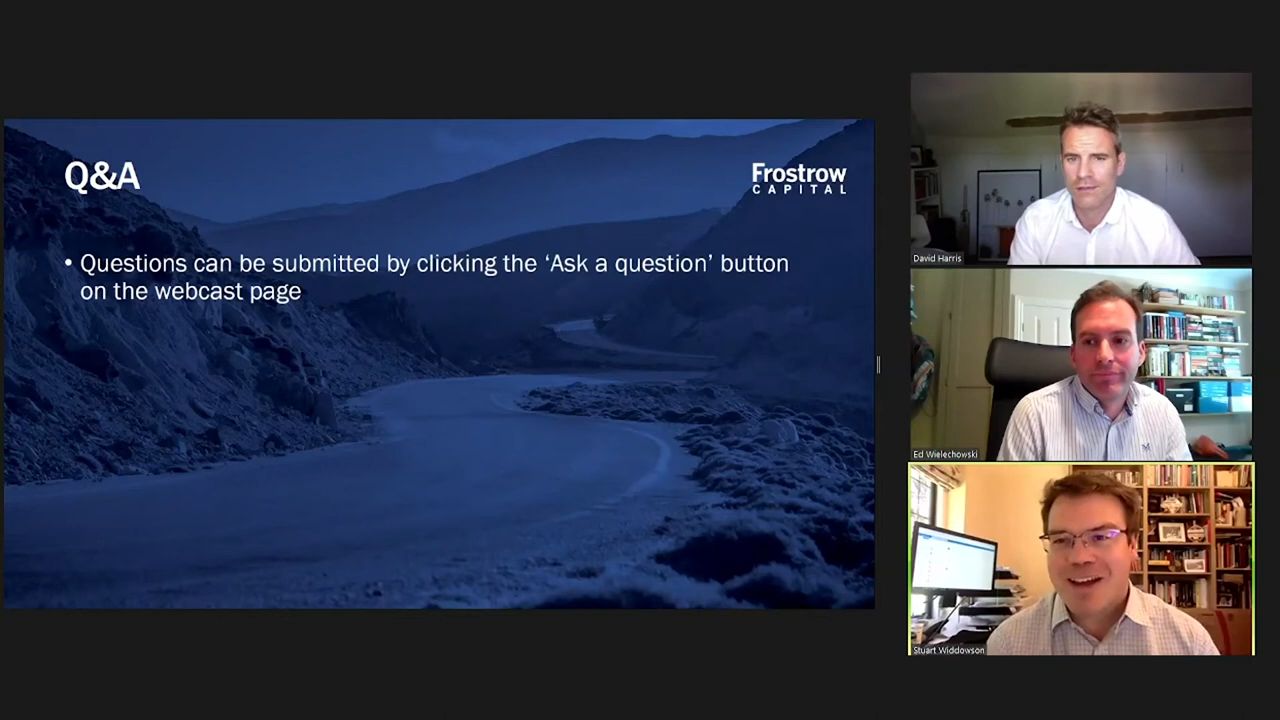 Q&A
Frostrow
CAPITAL
• Questions can be submitted by clicking the ‘Ask a question’ button
on the webcast page
David Harris
Ed Wielechowski
Stuart Widdowson